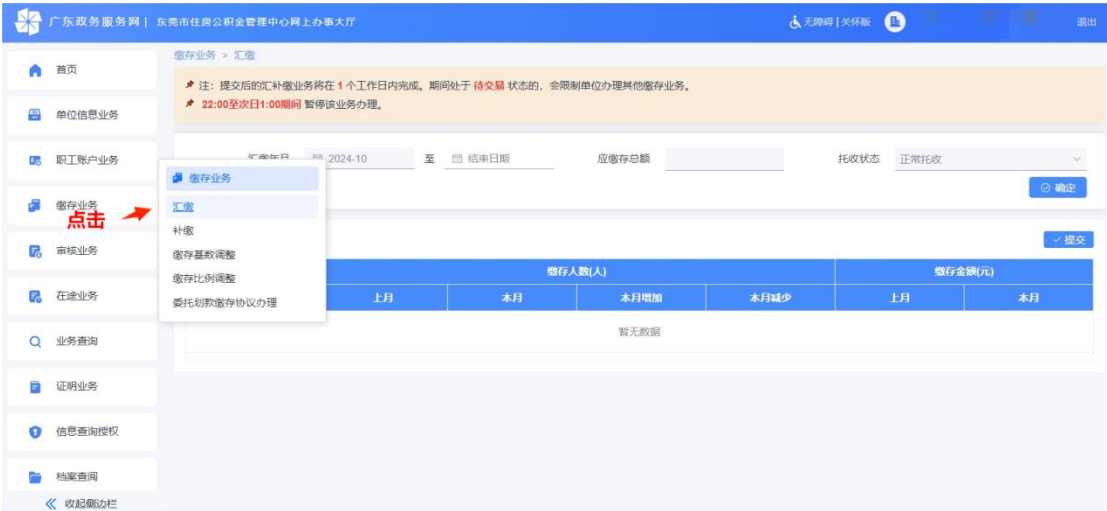 广东政务服务网 | 东莞市住房公积金管理中心网上办事大厅
无障碍 | 关怀版
退出
首页
单位信息业务
职工账户业务
缴存业务
点击
审核业务
在途业务
业务查询
证明业务
信息查询授权
档案查阅
收起侧边栏
缴存业务 > 汇缴
注：提交后的汇补缴业务将在 1 个工作日内完成。期间处于 待交易 状态的，会限制单位办理其他缴存业务。
22:00至次日1:00期间 暂停该业务办理。
汇缴年月 2024-10 至 结束日期 应缴存总额 托收状态 正常托收
确定
缴存业务
汇缴
补缴
缴存基数调整
缴存比例调整
委托划款缴存协议办理
提交
缴存人数(人) 缴存金额(元)
上月 本月 本月增加 本月减少 上月 本月
暂无数据